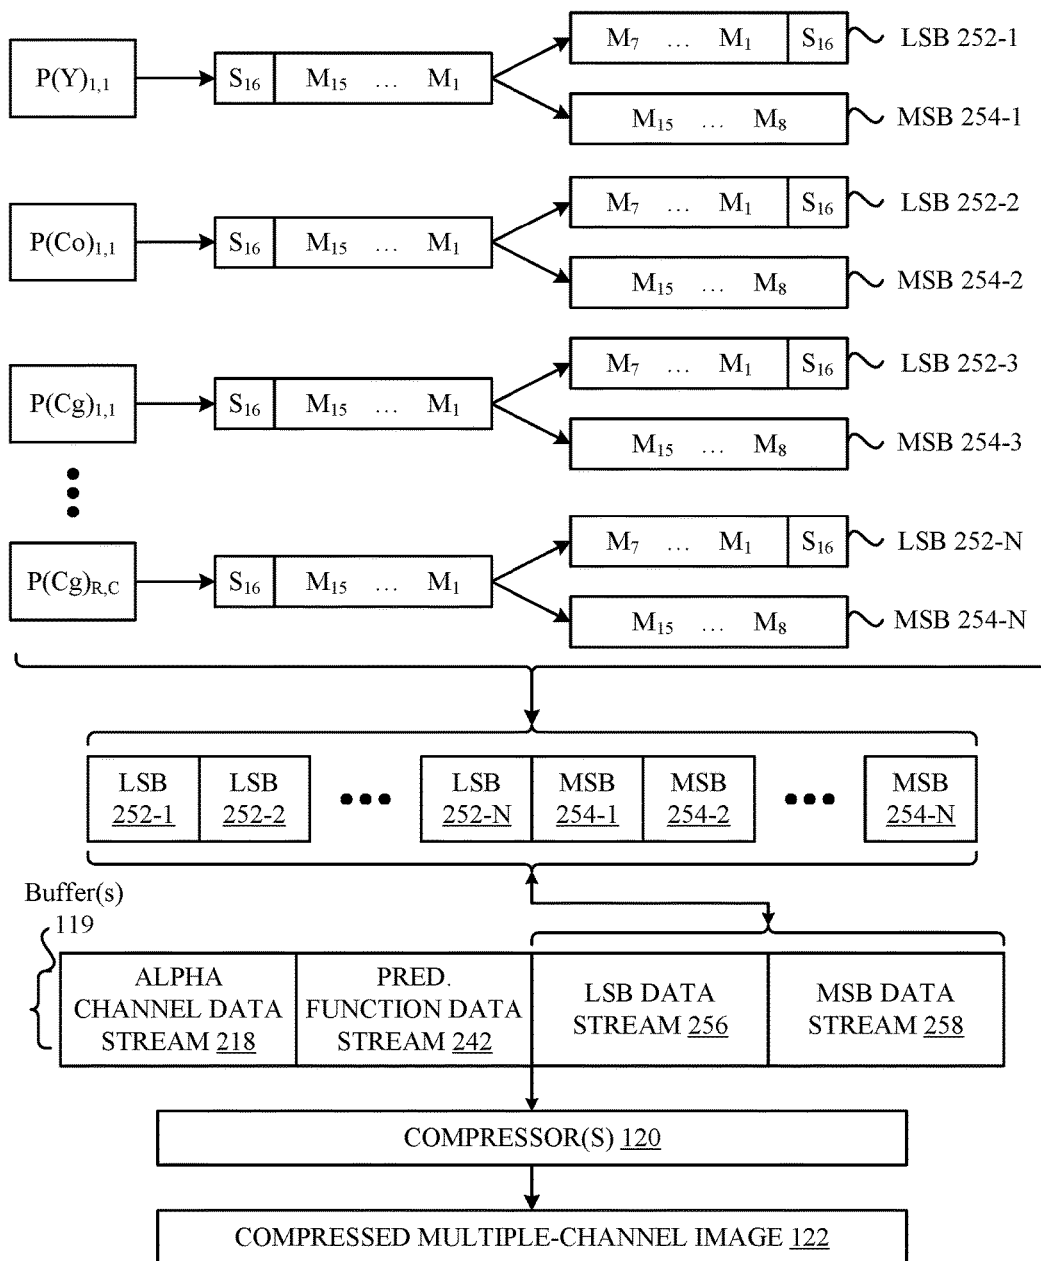 M₇ … M₁ S₁₆ LSB 252-1
P(Y)₁,₁ S₁₆ M₁₅ … M₁
M₁₅ … M₈ MSB 254-1
M₇ … M₁ S₁₆ LSB 252-2
P(Co)₁,₁ S₁₆ M₁₅ … M₁
M₁₅ … M₈ MSB 254-2
M₇ … M₁ S₁₆ LSB 252-3
P(Cg)₁,₁ S₁₆ M₁₅ … M₁
M₁₅ … M₈ MSB 254-3
M₇ … M₁ S₁₆ LSB 252-N
P(Cg)R,C S₁₆ M₁₅ … M₁
M₁₅ … M₈ MSB 254-N
LSB 252-1
LSB 252-2
LSB 252-N
MSB 254-1
MSB 254-2
MSB 254-N
Buffer(s)
119
ALPHA
CHANNEL DATA
STREAM 218
PRED.
FUNCTION DATA
STREAM 242
LSB DATA
STREAM 256
MSB DATA
STREAM 258
COMPRESSOR(S) 120
COMPRESSED MULTIPLE-CHANNEL IMAGE 122